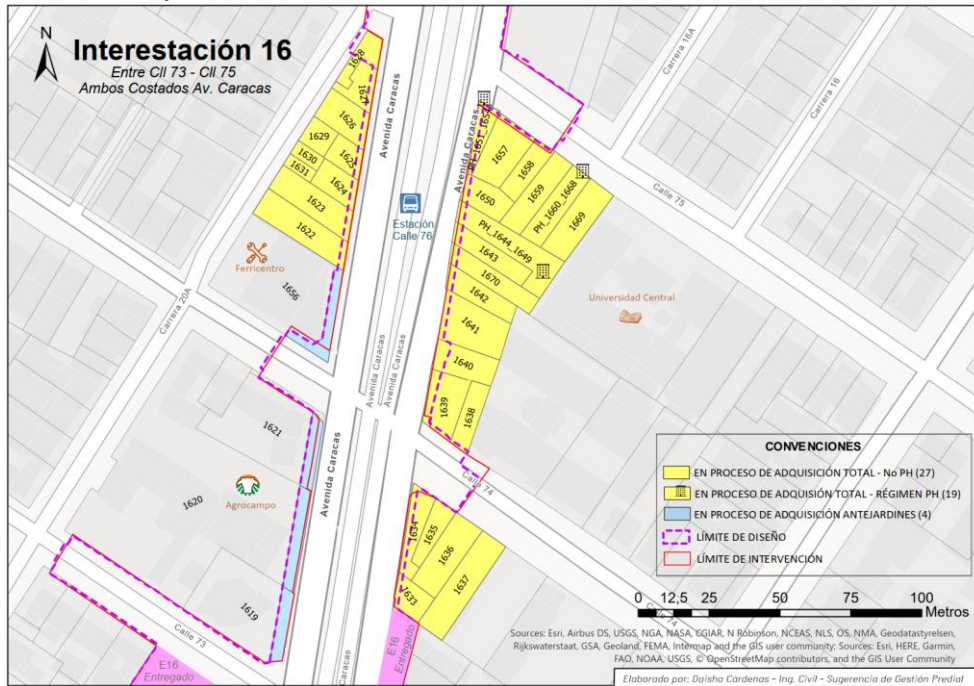 N
Interestación 16
Entre Cll 73 - Cll 75
Ambos Costados Av. Caracas
Carrera 16A
Carrera 16
Avenida Caracas
Avenida Caracas
1628
1627
1626
1629
1625
1630
1631
1624
1623
1622
Ferricentro
1656
Carrera 20A
Estación
Calle 76
1657
1658
1659
1650
PH_1660_1668
1669
PH_1644_1649
1643
1670
1642
1641
1640
1639
1638
Calle 75
Universidad Central
Avenida Caracas
Avenida Caracas
1621
1620
Agrocampo
Avenida Caracas
1619
Calle 73
Calle 74
1634
1635
1636
1633
1637
Caracas
E16
Entregado
E16
Entregado
CONVENCIONES
EN PROCESO DE ADQUISICIÓN TOTAL - No PH (27)
EN PROCESO DE ADQUISIÓN TOTAL - RÉGIMEN PH (19)
EN PROCESO DE ADQUISICIÓN ANTEJARDINES (4)
LÍMITE DE DISEÑO
LÍMITE DE INTERVENCIÓN
0 12,5 25 50 75 100
Metros
Calle 74
Sources: Esri, Airbus DS, USGS, NGA, NASA, CGIAR, N Robinson, NCEAS, NLS, OS, NMA, Geodatastyrelsen,
Rijkswaterstaat, GSA, Geoland, FEMA, Intermap and the GIS user community; Sources: Esri, HERE, Garmin,
FAO, NOAA, USGS, © OpenStreetMap contributors, and the GIS User Community
Elaborado por: Daisha Cárdenas - Ing. Civil - Sugerencia de Gestión Predial